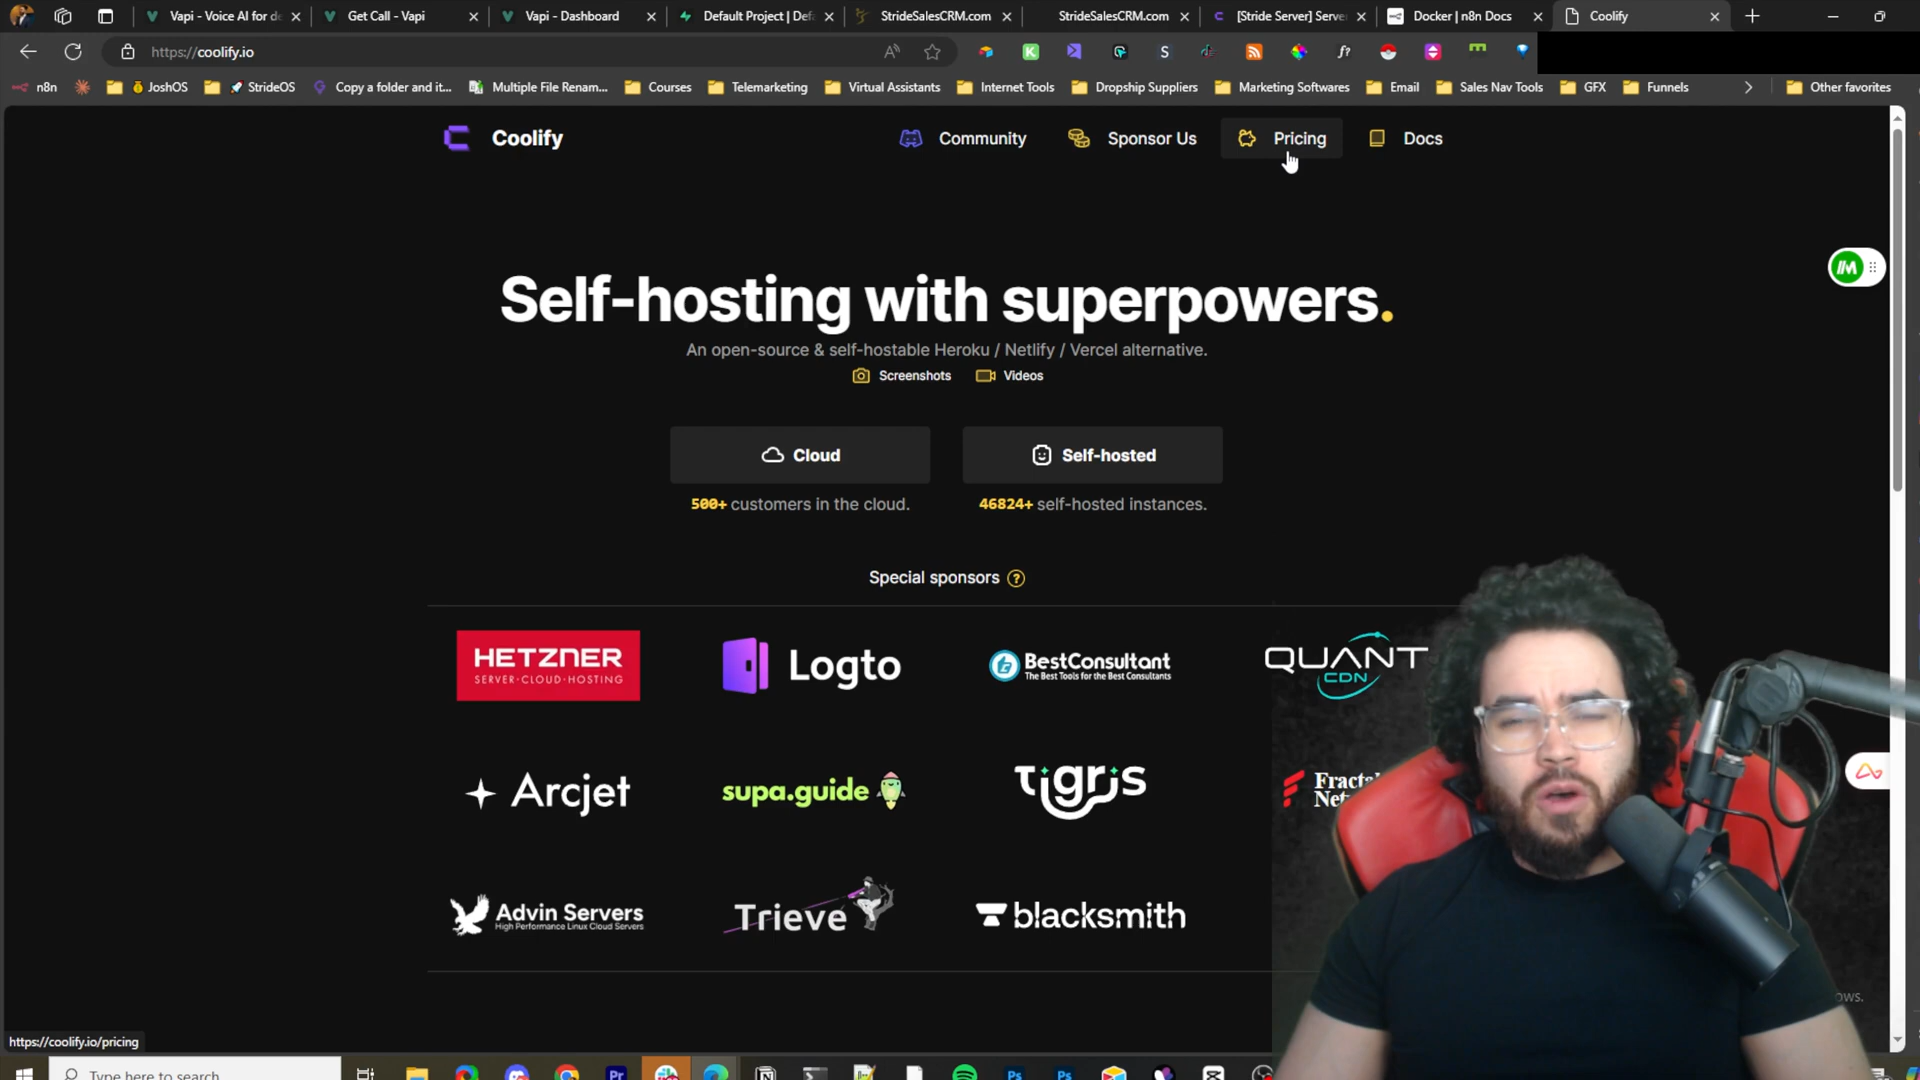 Vapi - Voice AI for de
Get Call - Vapi
Vapi - Dashboard
Default Project | Defa
StrideSalesCRM.com
StrideSalesCRM.com
[Stride Server] Server
Docker | n8n Docs
Coolify
https://coolify.io
n8n
JoshOS
StrideOS
Copy a folder and it...
Multiple File Renam...
Courses
Telemarketing
Virtual Assistants
Internet Tools
Dropship Suppliers
Marketing Softwares
Email
Sales Nav Tools
GFX
Funnels
Other favorites
Coolify
Community
Sponsor Us
Pricing
Docs
Self-hosting with superpowers.
An open-source & self-hostable Heroku / Netlify / Vercel alternative.
Screenshots
Videos
Cloud
Self-hosted
500+ customers in the cloud.
46824+ self-hosted instances.
Special sponsors ?
HETZNER
SERVER·CLOUD·HOSTING
Logto
BestConsultant
The Best Tools for the Best Consultants
QUANT
CDN
Arcjet
supa.guide
tigris
Fracta
Net
Advin Servers
High Performance Linux Cloud Servers
Trieve
blacksmith
ows.
https://coolify.io/pricing
Type here to search